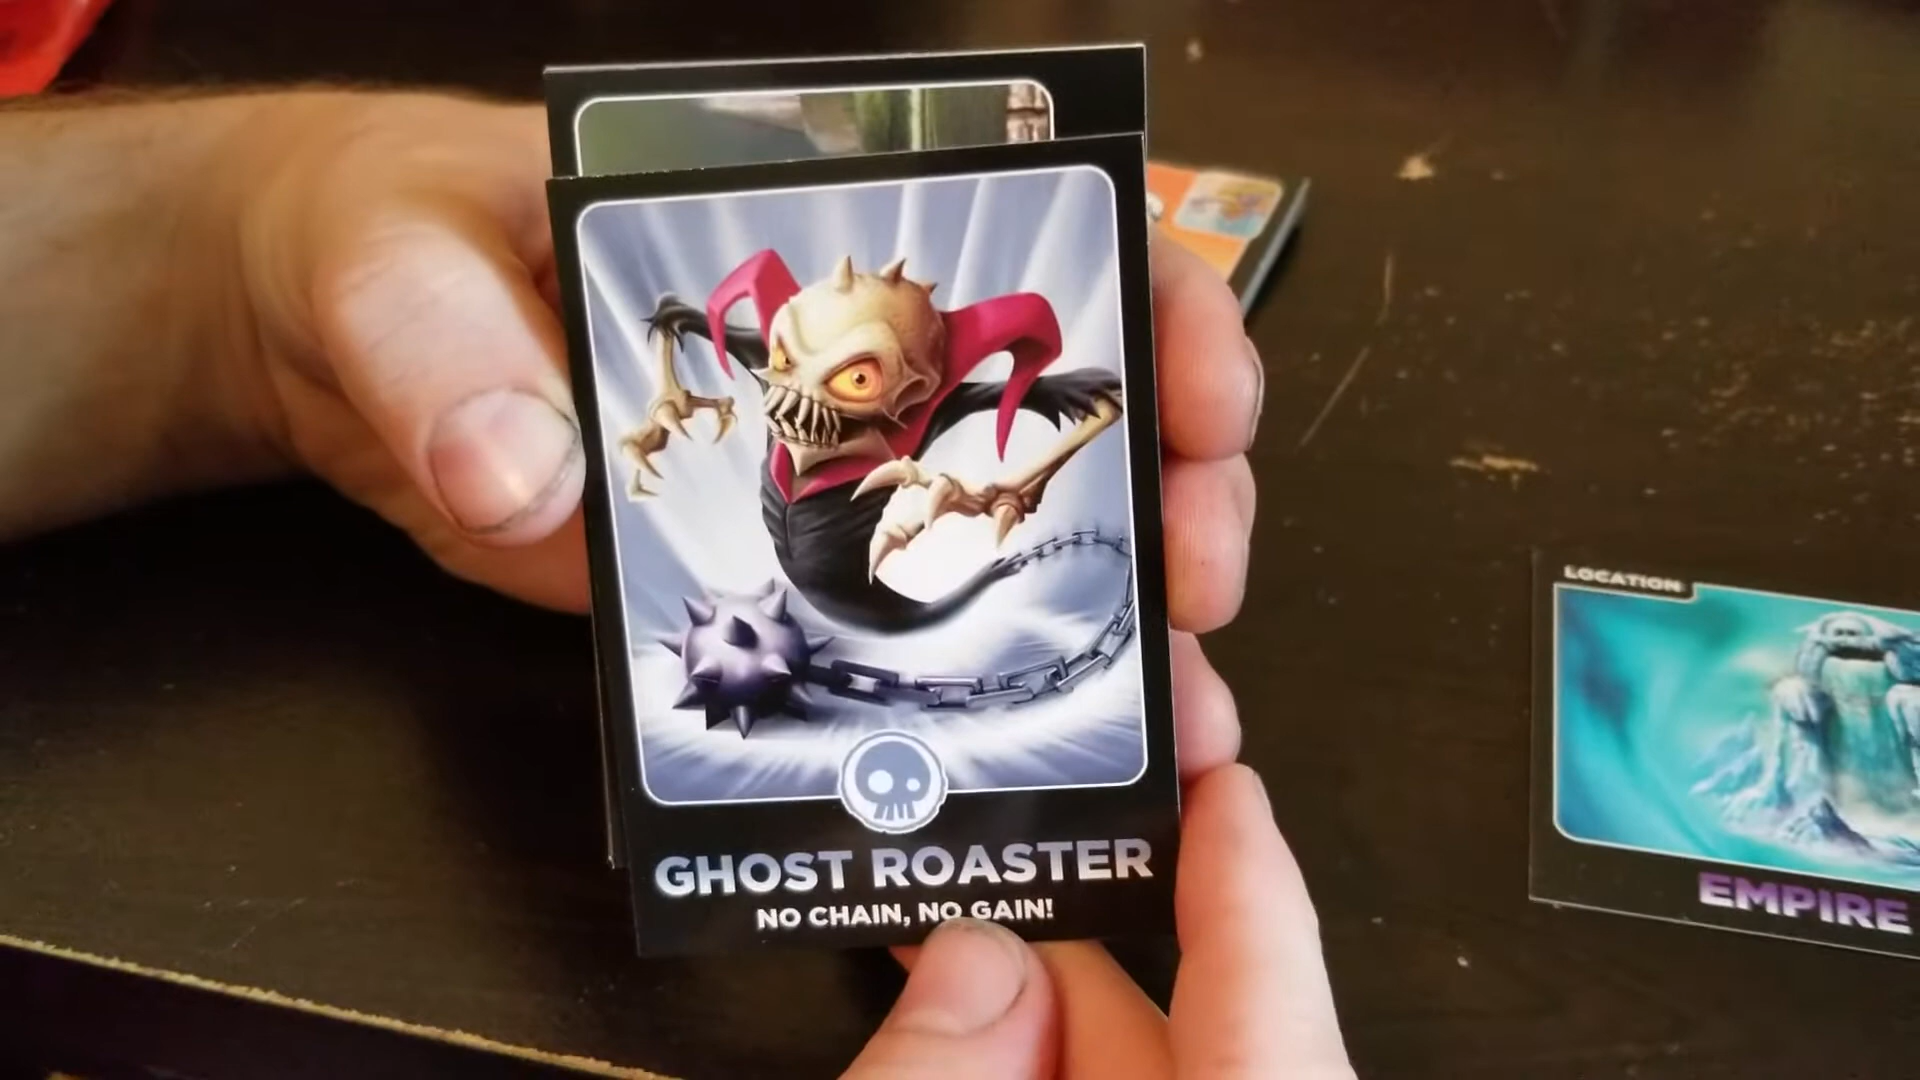 GHOST ROASTER
NO CHAIN, NO GAIN!
LOCATION
EMPIRE